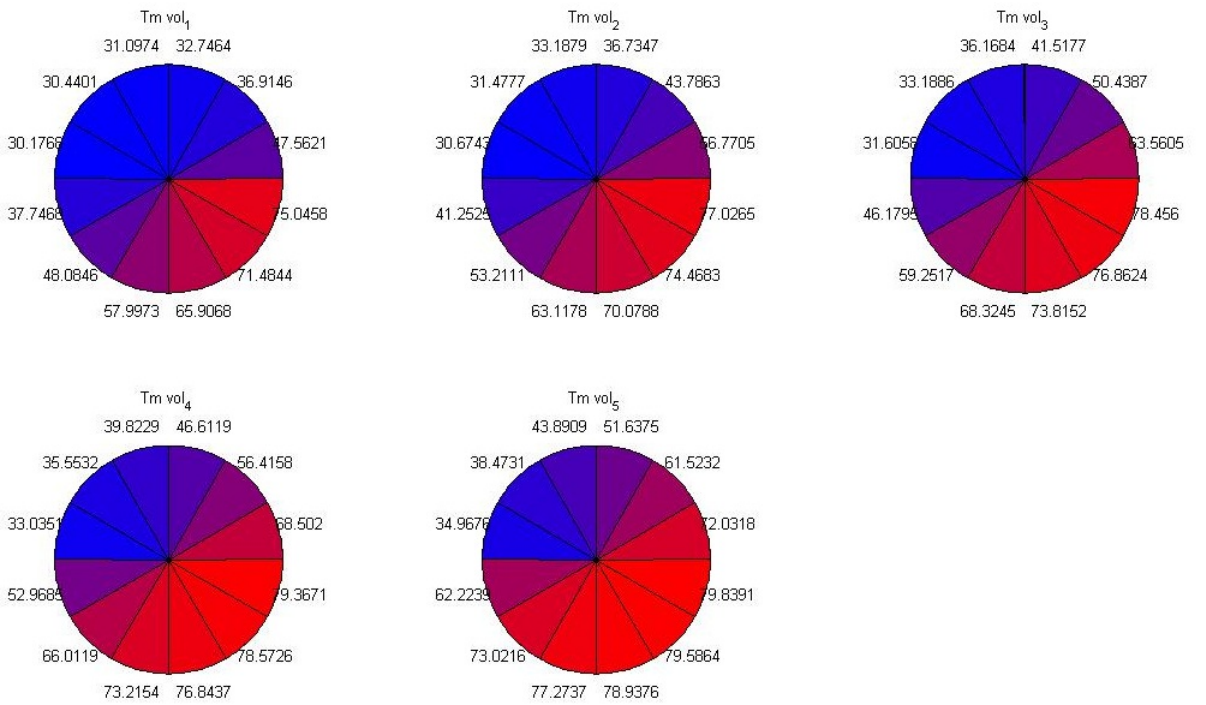 Tm vol1 Tm vol2 Tm vol3
31.0974 32.7464 33.1879 36.7347 36.1684 41.5177
30.4401 36.9146 31.4777 43.7863 33.1886 50.4387
30.1768 47.5621 30.6743 56.7705 31.6058 63.5605
37.7468 75.0458 41.2525 77.0265 46.1795 78.456
48.0846 71.4844 53.2111 74.4683 59.2517 76.8624
57.9973 65.9068 63.1178 70.0788 68.3245 73.8152
Tm vol4 Tm vol5
39.8229 46.6119 43.8909 51.6375
35.5532 56.4158 38.4731 61.5232
33.0351 68.502 34.9676 72.0318
52.9685 79.3671 62.2239 79.8391
66.0119 78.5726 73.0216 79.5864
73.2154 76.8437 77.2737 78.9376